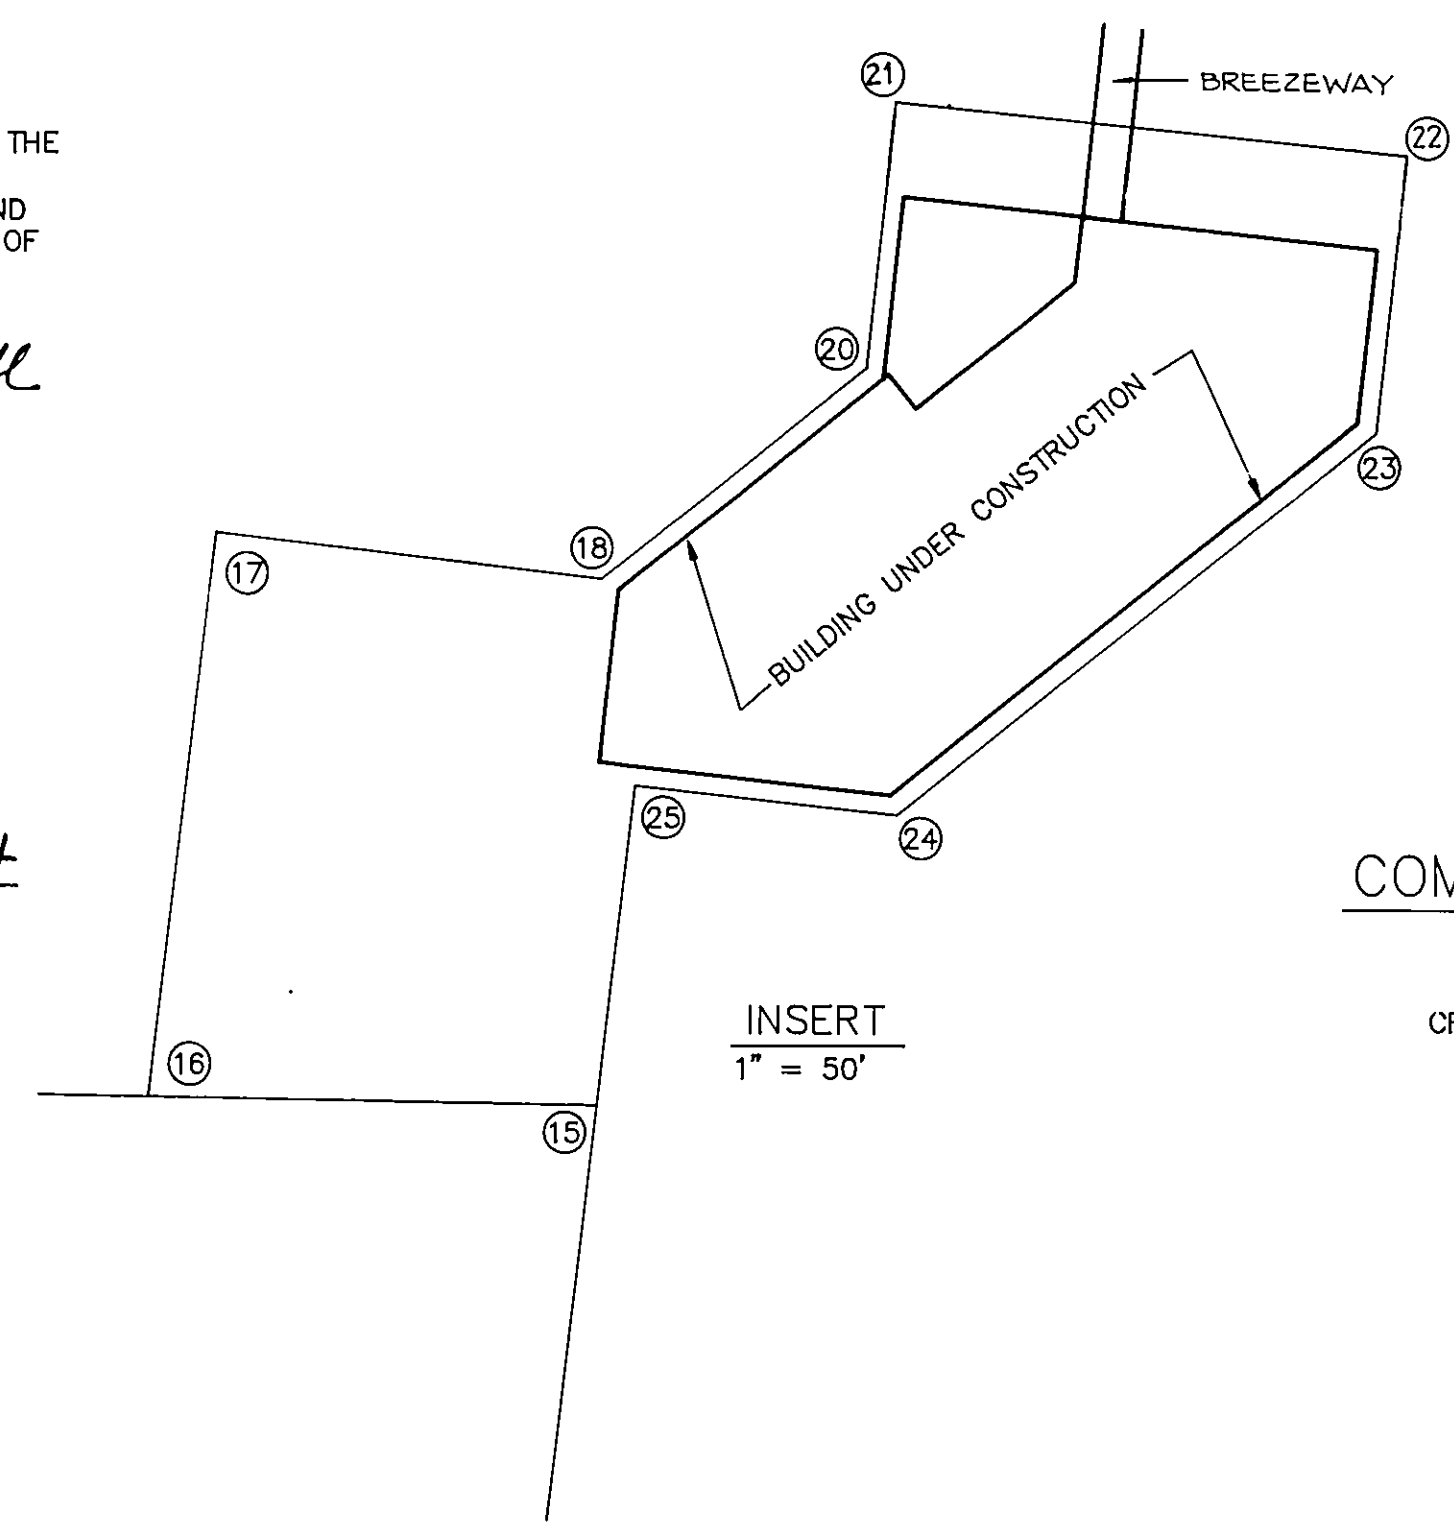 THE
ND
OF
21
BREEZEWAY
22
20
23
BUILDING UNDER CONSTRUCTION
18
17
25
24
COM
INSERT
1" = 50'
16
15